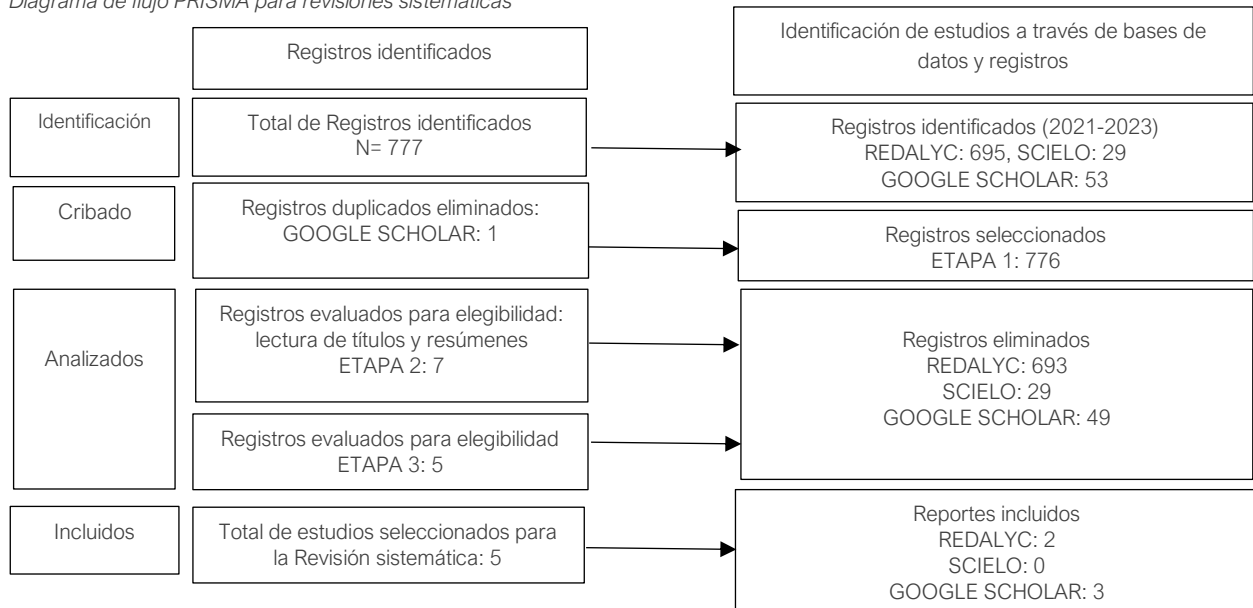 Diagrama de flujo PRISMA para revisiones sistemáticas
Registros identificados
Identificación de estudios a través de bases de
datos y registros
Identificación
Total de Registros identificados
N= 777
Registros identificados (2021-2023)
REDALYC: 695, SCIELO: 29
GOOGLE SCHOLAR: 53
Cribado
Registros duplicados eliminados:
GOOGLE SCHOLAR: 1
Registros seleccionados
ETAPA 1: 776
Analizados
Registros evaluados para elegibilidad:
lectura de títulos y resúmenes
ETAPA 2: 7
Registros evaluados para elegibilidad
ETAPA 3: 5
Registros eliminados
REDALYC: 693
SCIELO: 29
GOOGLE SCHOLAR: 49
Incluidos
Total de estudios seleccionados para
la Revisión sistemática: 5
Reportes incluidos
REDALYC: 2
SCIELO: 0
GOOGLE SCHOLAR: 3